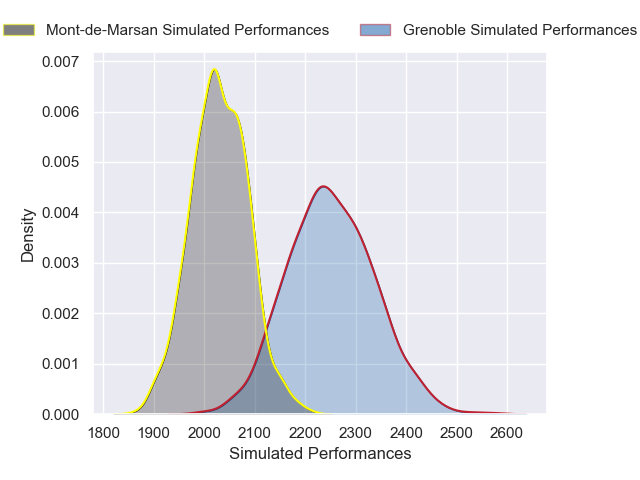 Mont-de-Marsan Simulated Performances Grenoble Simulated Performances
0.007
0.006
0.005
0.004
0.003
0.002
0.001
0.000
Density
1800 1900 2000 2100 2200 2300 2400 2500 2600
Simulated Performances